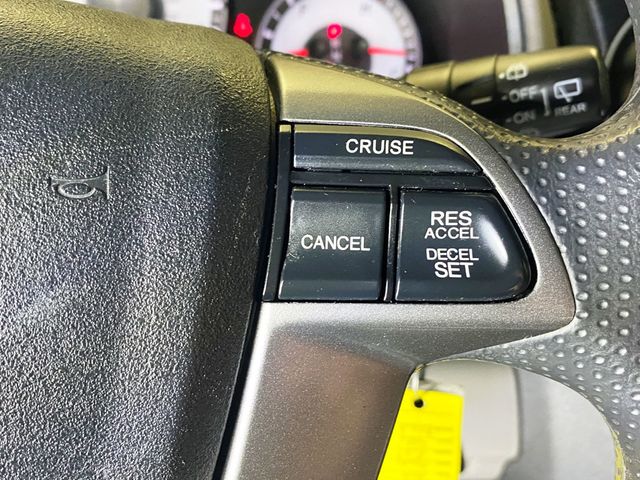 OFF
ON
REAR
CRUISE
CANCEL
RES
ACCEL
DECEL
SET